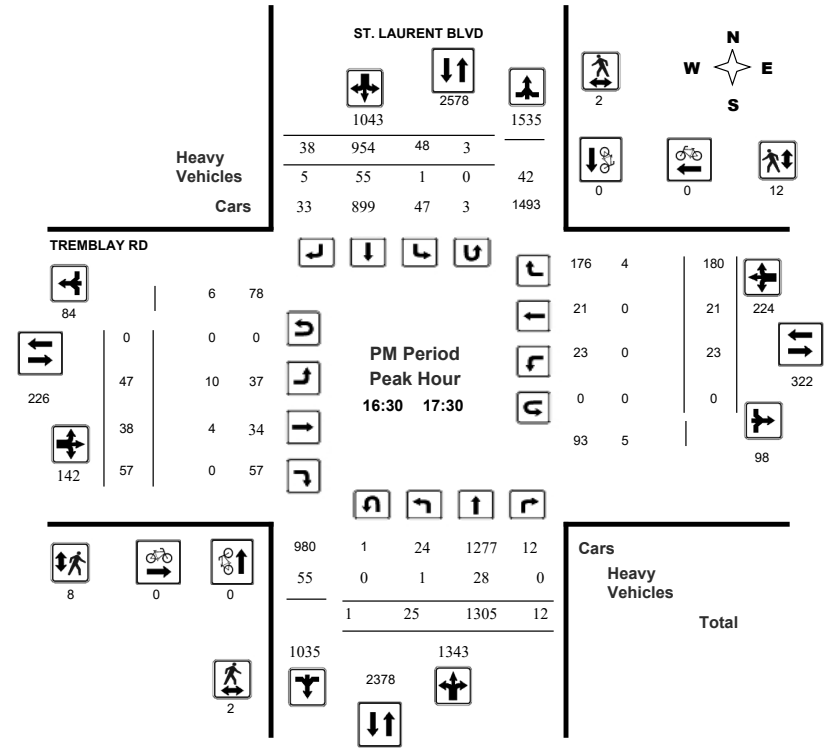 ST. LAURENT BLVD
N
W E
S
2578
2
1043 1535
38 954 48 3
Heavy
Vehicles 5 55 1 0 42
Cars 33 899 47 3 1493
0 0 12
TREMBLAY RD
84
6 78
176 4 180
224
0 0 0
21 0 21
226
47 10 37
PM Period
Peak Hour
16:30 17:30
23 0 23
322
0 0 0
38 4 34
142
57 0 57
93 5
98
980 1 24 1277 12 Cars
55 0 1 28 0 Heavy
Vehicles
8 0 0
1 25 1305 12 Total
1035 2378 1343
2